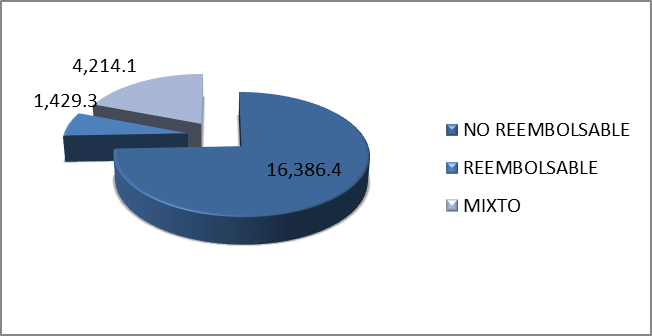 4,214.1
1,429.3
16,386.4
NO REEMBOLSABLE
REEMBOLSABLE
MIXTO